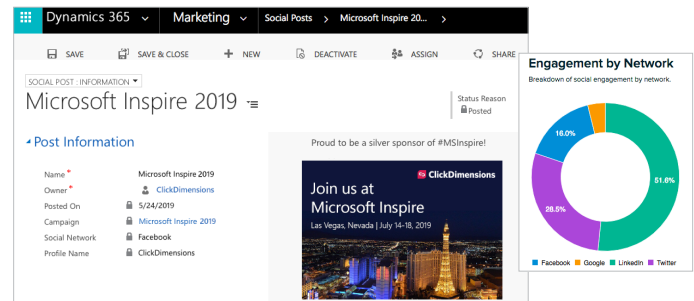 Dynamics 365 Marketing Social Posts > Microsoft Inspire 20... >
SAVE SAVE & CLOSE NEW DEACTIVATE ASSIGN SHARE
SOCIAL POST : INFORMATION
Microsoft Inspire 2019
Status Reason
Posted
Post Information
Name *
Microsoft Inspire 2019
Owner *
ClickDimensions
Posted On
5/24/2019
Campaign
Microsoft Inspire 2019
Social Network
Facebook
Profile Name
ClickDimensions
Proud to be a silver sponsor of #MSInspire!
ClickDimensions
Join us at
Microsoft Inspire
Las Vegas, Nevada | July 14-18, 2019
Engagement by Network
Breakdown of social engagement by network.
16.0%
51.6%
28.5%
Facebook Google LinkedIn Twitter